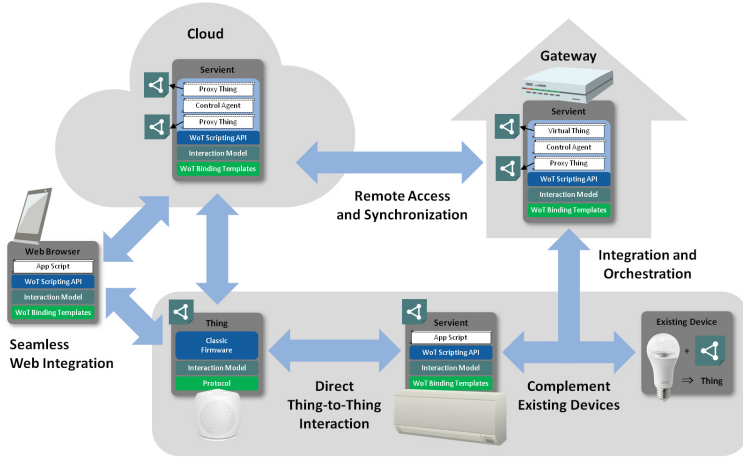 Cloud
Servient
Proxy Thing
Control Agent
Proxy Thing
WoT Scripting API
Interaction Model
WoT Binding Templates
Gateway
Servient
Virtual Thing
Control Agent
Proxy Thing
WoT Scripting API
Interaction Model
WoT Binding Templates
Remote Access
and Synchronization
Web Browser
App Script
WoT Scripting API
Interaction Model
WoT Binding Templates
Seamless
Web Integration
Integration and
Orchestration
Thing
Classic
Firmware
Interaction Model
Protocol
Direct
Thing-to-Thing
Interaction
Servient
App Script
WoT Scripting API
Interaction Model
WoT Binding Templates
Complement
Existing Devices
Existing Device
+
⇒ Thing